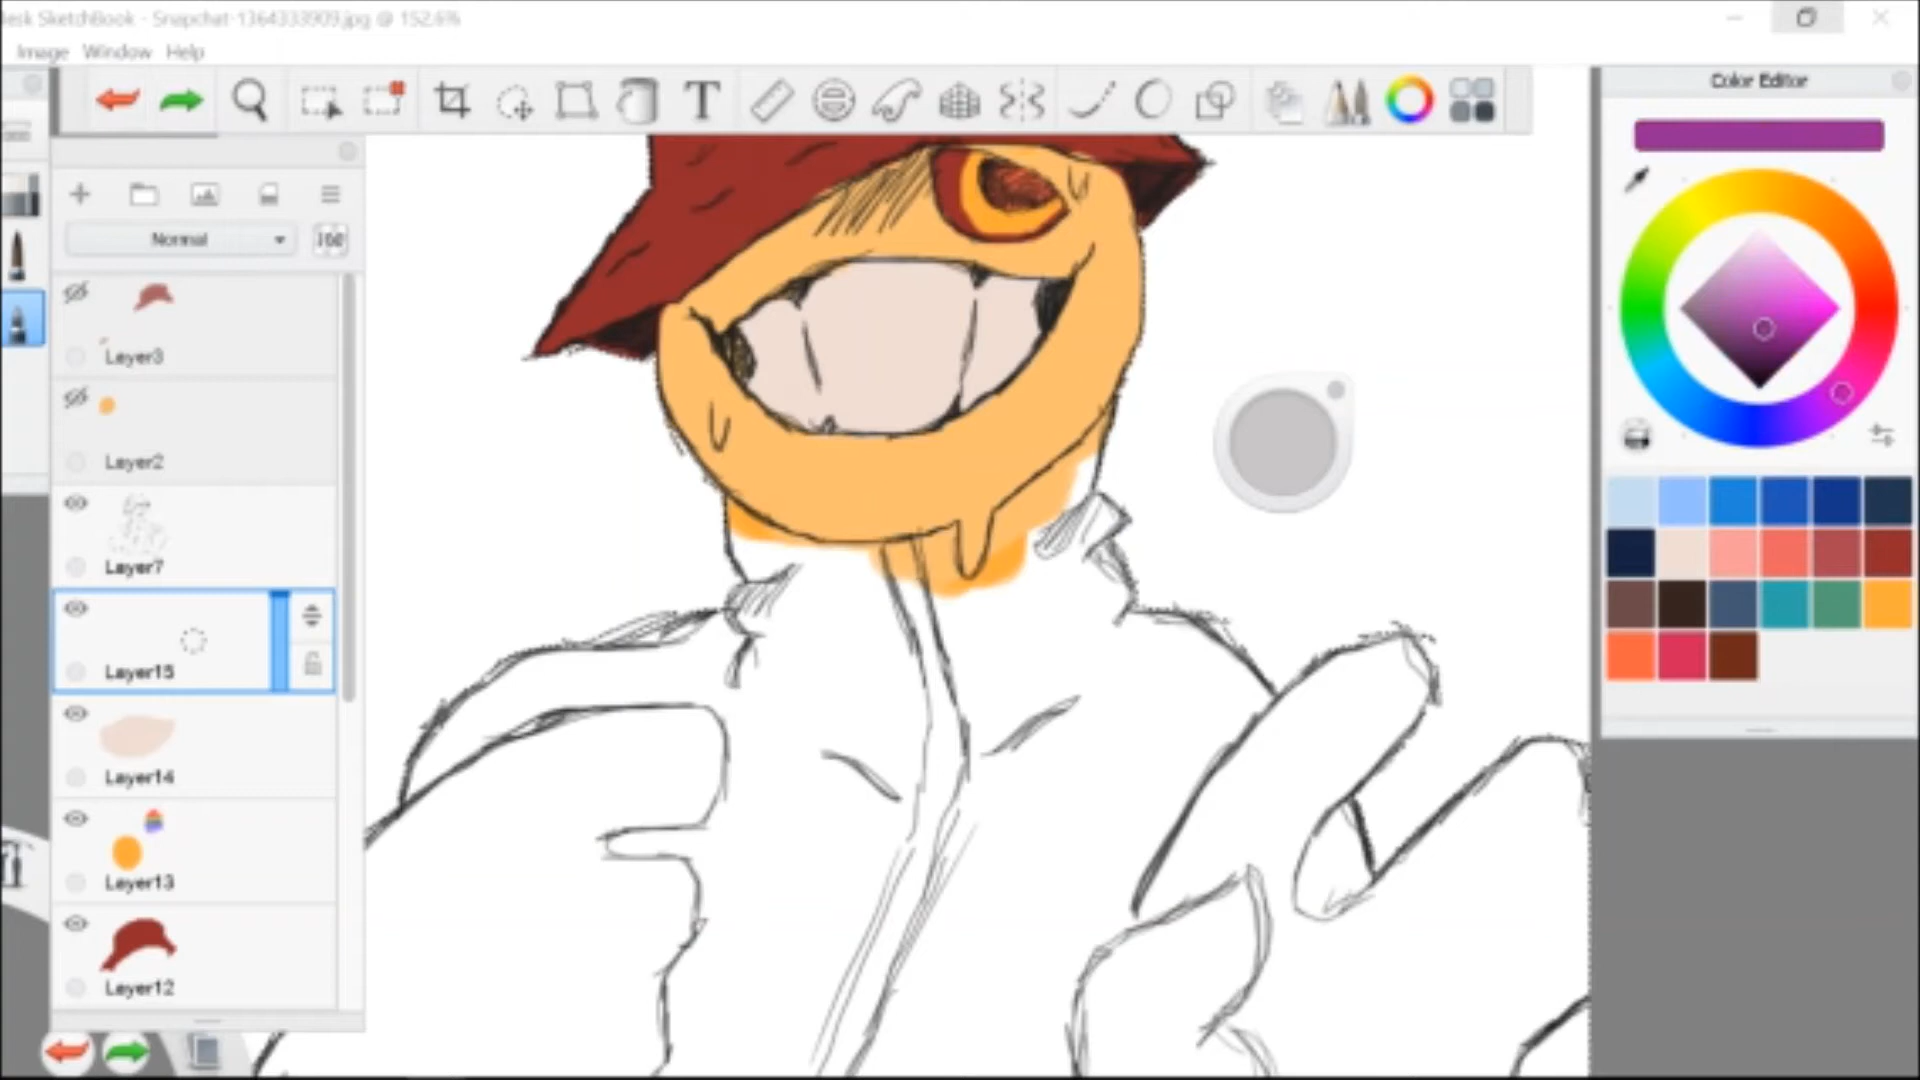 esk SketchBook - Snapchat-1364333909.jpg @ 152.6%
Image Window Help
T
Color Editor
Normal
100
Layer3
Layer2
Layer7
Layer15
Layer14
Layer13
Layer12